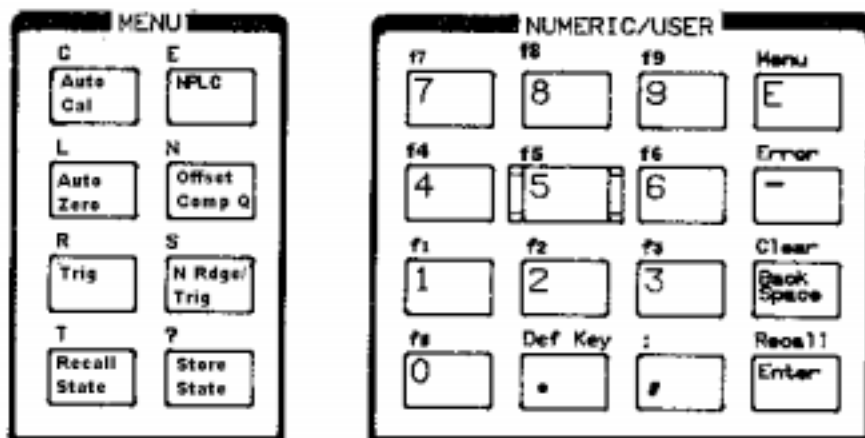 MENU
C E
Auto Cal NPLC
L N
Auto Zero Offset Comp Ω
R S
Trig N Rdgs/ Trig
T ?
Recall State Store State
NUMERIC/USER
f7 f8 f9 Menu
7 8 9 E
f4 f5 f6 Error
4 5 6 -
f1 f2 f3 Clear
1 2 3 Back Space
f0 Def Key : Recall
0 . , Enter